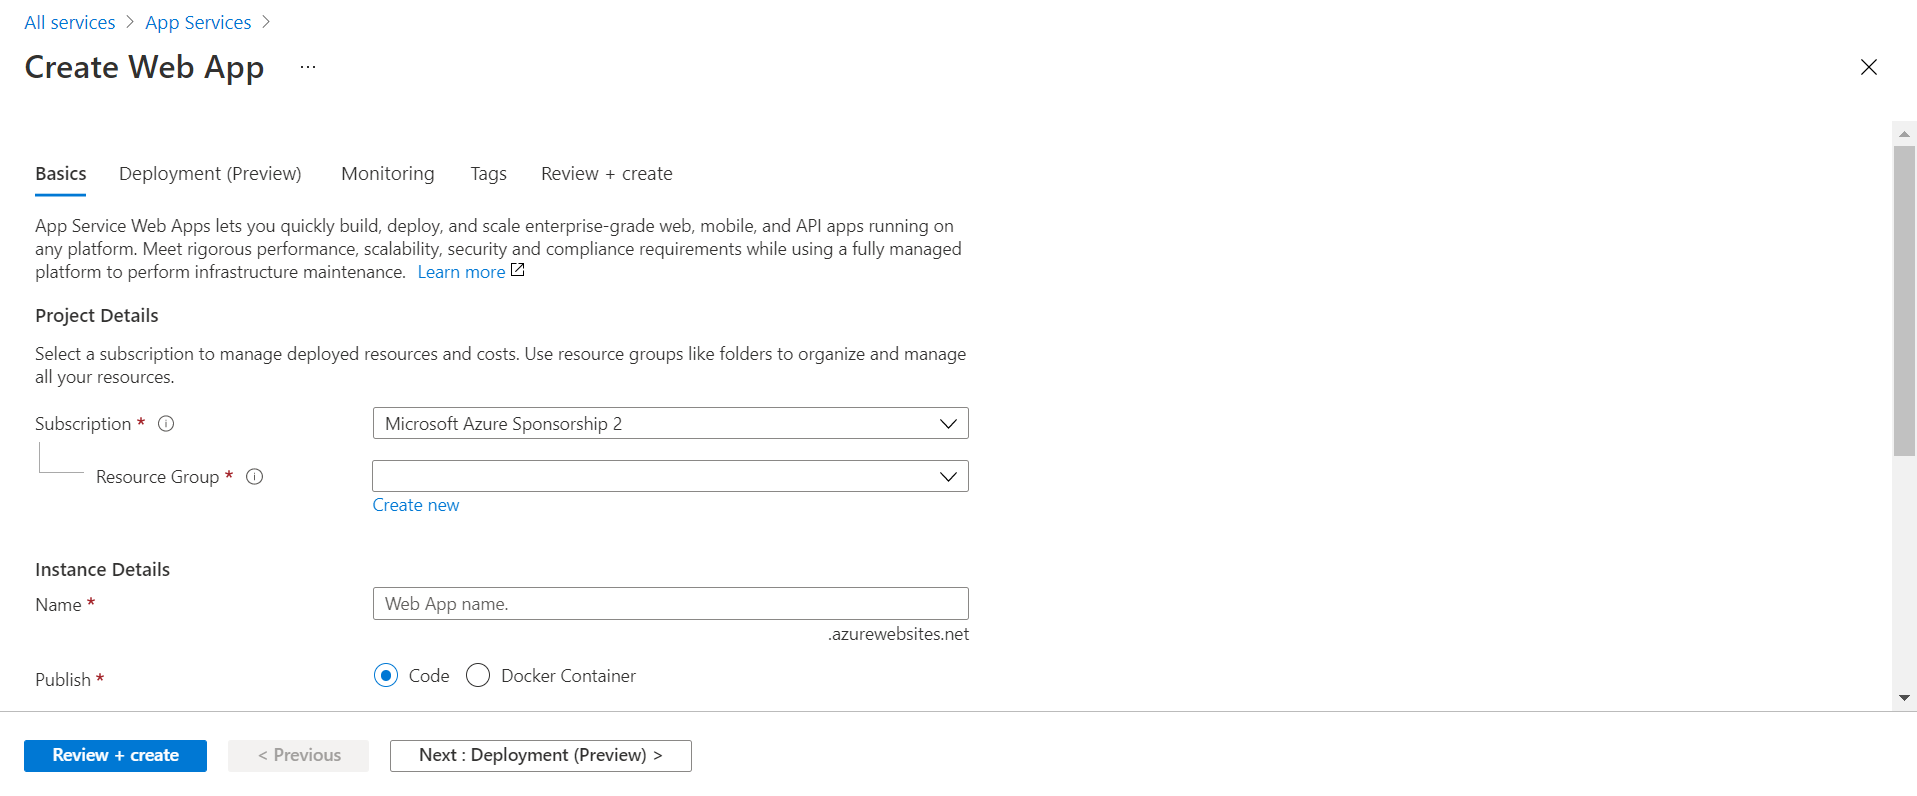 All services > App Services >
Create Web App ...
Basics Deployment (Preview) Monitoring Tags Review + create
App Service Web Apps lets you quickly build, deploy, and scale enterprise-grade web, mobile, and API apps running on
any platform. Meet rigorous performance, scalability, security and compliance requirements while using a fully managed
platform to perform infrastructure maintenance. Learn more
Project Details
Select a subscription to manage deployed resources and costs. Use resource groups like folders to organize and manage
all your resources.
Subscription * Microsoft Azure Sponsorship 2
Resource Group *
Create new
Instance Details
Name * Web App name.
.azurewebsites.net
Publish * Code Docker Container
Review + create < Previous Next : Deployment (Preview) >